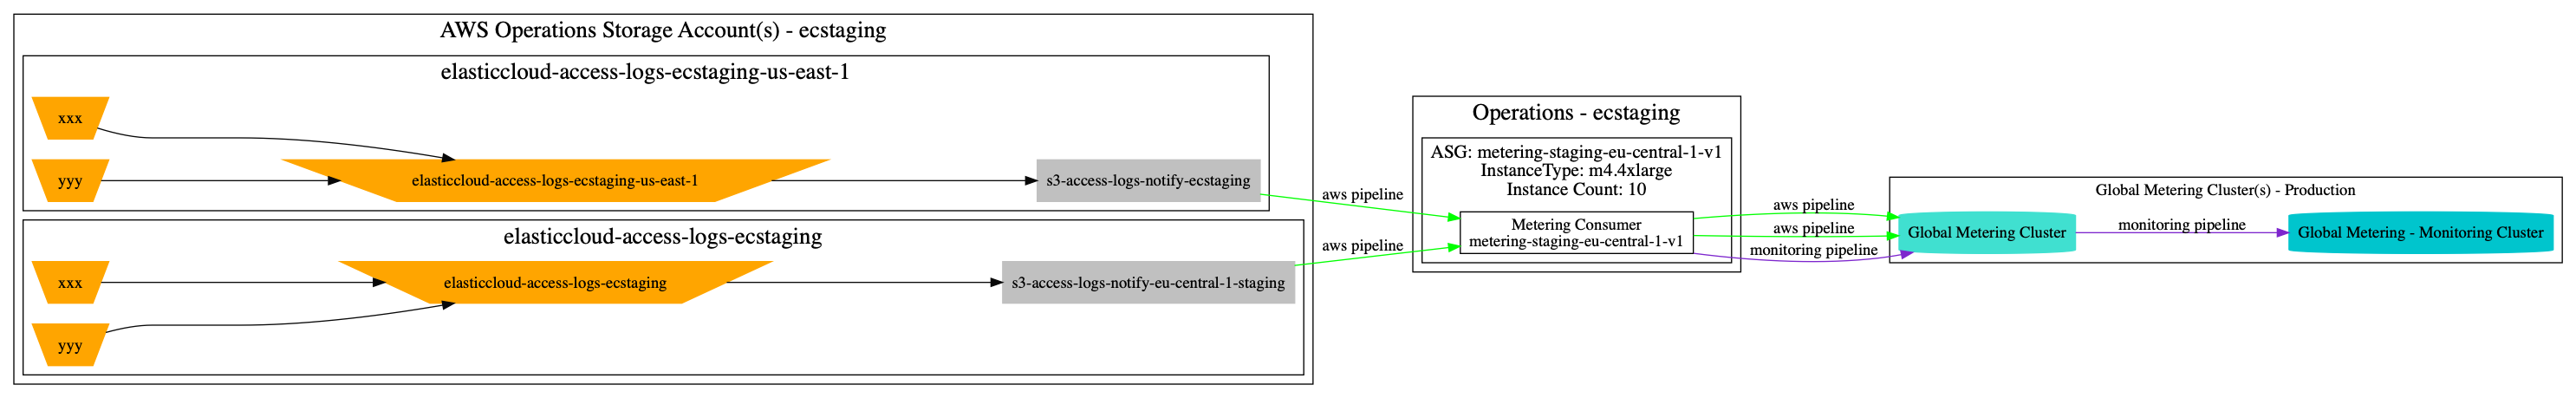 AWS Operations Storage Account(s) - ecstaging
elasticcloud-access-logs-ecstaging-us-east-1
xxx
yyy
elasticcloud-access-logs-ecstaging-us-east-1
s3-access-logs-notify-ecstaging
elasticcloud-access-logs-ecstaging
xxx
yyy
elasticcloud-access-logs-ecstaging
s3-access-logs-notify-eu-central-1-staging
aws pipeline
aws pipeline
Operations - ecstaging
ASG: metering-staging-eu-central-1-v1
InstanceType: m4.4xlarge
Instance Count: 10
Metering Consumer
metering-staging-eu-central-1-v1
aws pipeline
aws pipeline
monitoring pipeline
Global Metering Cluster(s) - Production
Global Metering Cluster
monitoring pipeline
Global Metering - Monitoring Cluster